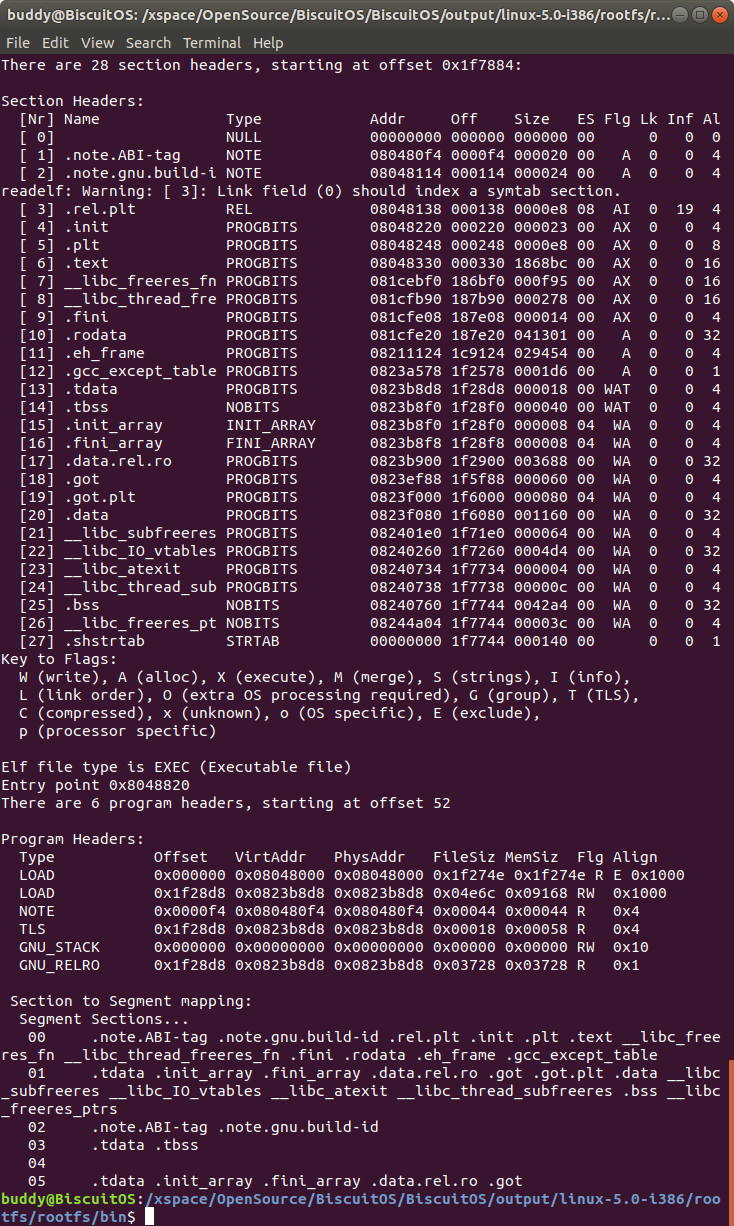 buddy@BiscuitOS: /xspace/OpenSource/BiscuitOS/BiscuitOS/output/linux-5.0-i386/rootfs/r...
File Edit View Search Terminal Help
There are 28 section headers, starting at offset 0x1f7884:
Section Headers:
[Nr] Name Type Addr Off Size ES Flg Lk Inf Al
[ 0] NULL 00000000 000000 000000 00 0 0 0
[ 1] .note.ABI-tag NOTE 080480f4 0000f4 000020 00 A 0 0 4
[ 2] .note.gnu.build-i NOTE 08048114 000114 000024 00 A 0 0 4
readelf: Warning: [ 3]: Link field (0) should index a symtab section.
[ 3] .rel.plt REL 08048138 000138 0000e8 08 AI 0 19 4
[ 4] .init PROGBITS 08048220 000220 000023 00 AX 0 0 4
[ 5] .plt PROGBITS 08048248 000248 0000e8 00 AX 0 0 8
[ 6] .text PROGBITS 08048330 000330 1868bc 00 AX 0 0 16
[ 7] __libc_freeres_fn PROGBITS 081cebf0 186bf0 000f95 00 AX 0 0 16
[ 8] __libc_thread_fre PROGBITS 081cfb90 187b90 000278 00 AX 0 0 16
[ 9] .fini PROGBITS 081cfe08 187e08 000014 00 AX 0 0 4
[10] .rodata PROGBITS 081cfe20 187e20 041301 00 A 0 0 32
[11] .eh_frame PROGBITS 08211124 1c9124 029454 00 A 0 0 4
[12] .gcc_except_table PROGBITS 0823a578 1f2578 0001d6 00 A 0 0 1
[13] .tdata PROGBITS 0823b8d8 1f28d8 000018 00 WAT 0 0 4
[14] .tbss NOBITS 0823b8f0 1f28f0 000040 00 WAT 0 0 4
[15] .init_array INIT_ARRAY 0823b8f0 1f28f0 000008 04 WA 0 0 4
[16] .fini_array FINI_ARRAY 0823b8f8 1f28f8 000008 04 WA 0 0 4
[17] .data.rel.ro PROGBITS 0823b900 1f2900 003688 00 WA 0 0 32
[18] .got PROGBITS 0823ef88 1f5f88 000060 00 WA 0 0 4
[19] .got.plt PROGBITS 0823f000 1f6000 000080 04 WA 0 0 4
[20] .data PROGBITS 0823f080 1f6080 001160 00 WA 0 0 32
[21] __libc_subfreeres PROGBITS 082401e0 1f71e0 000064 00 WA 0 0 4
[22] __libc_IO_vtables PROGBITS 08240260 1f7260 0004d4 00 WA 0 0 32
[23] __libc_atexit PROGBITS 08240734 1f7734 000004 00 WA 0 0 4
[24] __libc_thread_sub PROGBITS 08240738 1f7738 00000c 00 WA 0 0 4
[25] .bss NOBITS 08240760 1f7744 0042a4 00 WA 0 0 32
[26] __libc_freeres_pt NOBITS 08244a04 1f7744 00003c 00 WA 0 0 4
[27] .shstrtab STRTAB 00000000 1f7744 000140 00 0 0 1
Key to Flags:
W (write), A (alloc), X (execute), M (merge), S (strings), I (info),
L (link order), O (extra OS processing required), G (group), T (TLS),
C (compressed), x (unknown), o (OS specific), E (exclude),
p (processor specific)
Elf file type is EXEC (Executable file)
Entry point 0x8048820
There are 6 program headers, starting at offset 52
Program Headers:
Type Offset VirtAddr PhysAddr FileSiz MemSiz Flg Align
LOAD 0x000000 0x08048000 0x08048000 0x1f274e 0x1f274e R E 0x1000
LOAD 0x1f28d8 0x0823b8d8 0x0823b8d8 0x04e6c 0x09168 RW 0x1000
NOTE 0x0000f4 0x080480f4 0x080480f4 0x00044 0x00044 R 0x4
TLS 0x1f28d8 0x0823b8d8 0x0823b8d8 0x00018 0x00058 R 0x4
GNU_STACK 0x000000 0x00000000 0x00000000 0x00000 0x00000 RW 0x10
GNU_RELRO 0x1f28d8 0x0823b8d8 0x0823b8d8 0x03728 0x03728 R 0x1
Section to Segment mapping:
Segment Sections...
00 .note.ABI-tag .note.gnu.build-id .rel.plt .init .plt .text __libc_free
res_fn __libc_thread_freeres_fn .fini .rodata .eh_frame .gcc_except_table
01 .tdata .init_array .fini_array .data.rel.ro .got .got.plt .data __libc
_subfreeres __libc_IO_vtables __libc_atexit __libc_thread_subfreeres .bss __libc
_freeres_ptrs
02 .note.ABI-tag .note.gnu.build-id
03 .tdata .tbss
04
05 .tdata .init_array .fini_array .data.rel.ro .got
buddy@BiscuitOS:/xspace/OpenSource/BiscuitOS/BiscuitOS/output/linux-5.0-i386/roo
tfs/rootfs/bin$